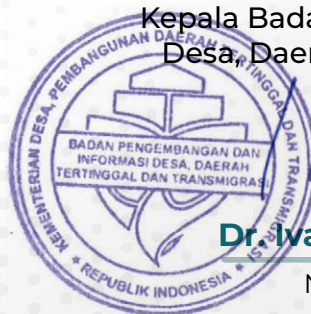 Kepala Bada
Desa, Daer
KEMENTERIAN DESA, PEMBANGUNAN DAERAH TERTINGGAL DAN TRANSMIGRASI
BADAN PENGEMBANGAN DAN
INFORMASI DESA, DAERAH
TERTINGGAL DAN TRANSMIGRASI
★ REPUBLIK INDONESIA ★
Dr. Iva
N